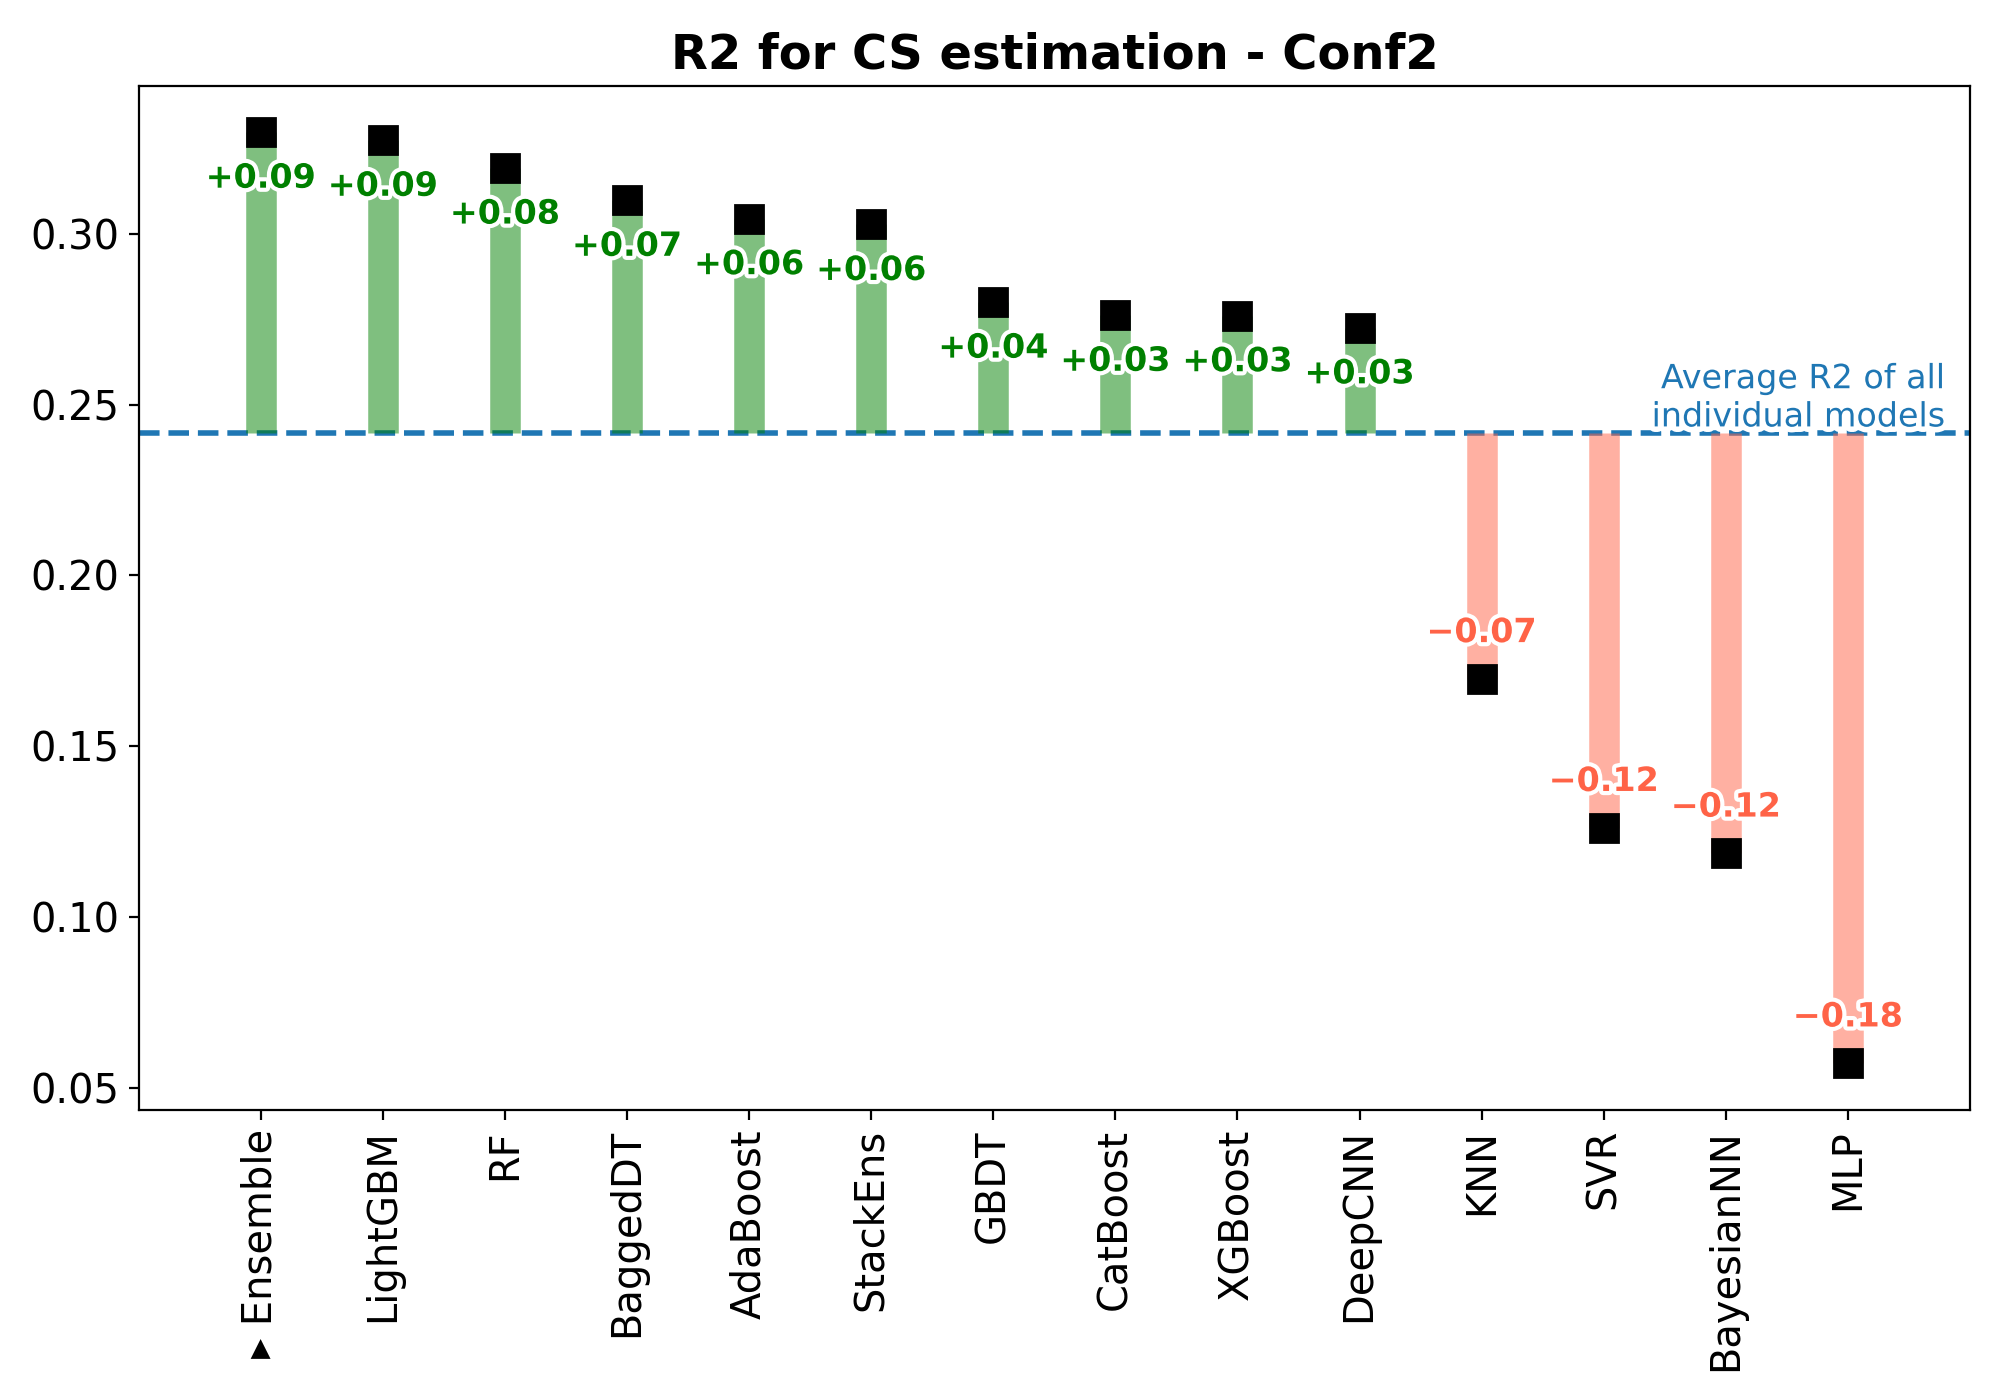 R2 for CS estimation - Conf2
0.30
0.25
0.20
0.15
0.10
0.05
+0.09
+0.09
+0.08
+0.07
+0.06
+0.06
+0.04
+0.03
+0.03
+0.03
Average R2 of all
individual models
−0.07
−0.12
−0.12
−0.18
► Ensemble
LightGBM
RF
BaggedDT
AdaBoost
StackEns
GBDT
CatBoost
XGBoost
DeepCNN
KNN
SVR
BayesianNN
MLP